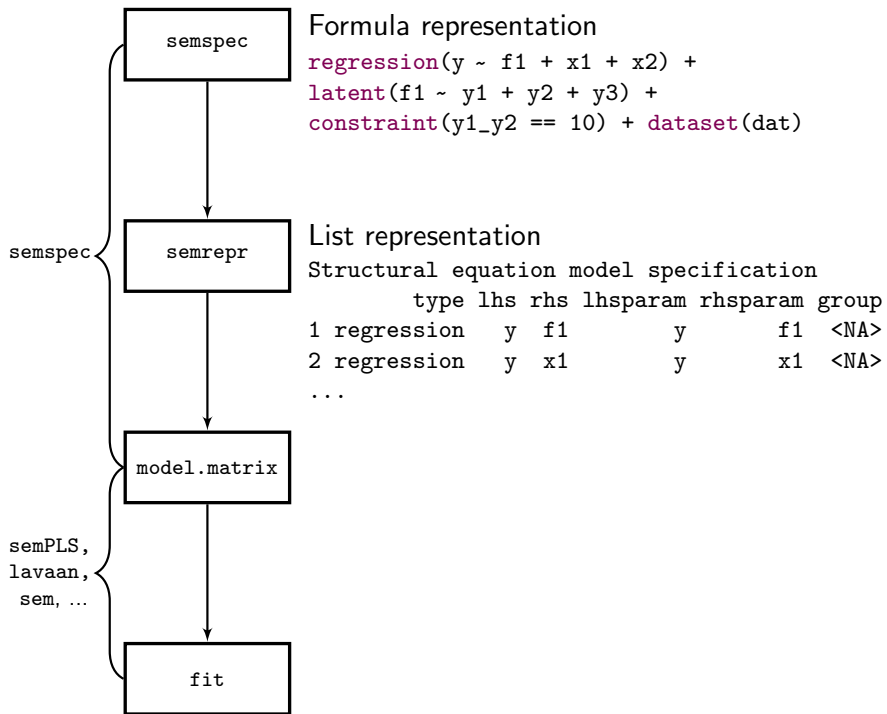 semspec
Formula representation
regression(y ~ f1 + x1 + x2) +
latent(f1 ~ y1 + y2 + y3) +
constraint(y1_y2 == 10) + dataset(dat)
semspec
semrepr
List representation
Structural equation model specification
type lhs rhs lhsparam rhsparam group
1 regression y f1 y f1 <NA>
2 regression y x1 y x1 <NA>
...
model.matrix
semPLS,
lavaan,
sem, ...
fit